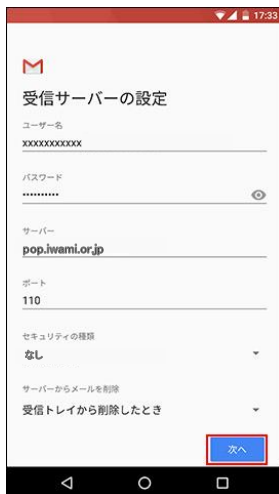 17:33
受信サーバーの設定
ユーザー名
xxxxxxxxxxx
パスワード
••••••••••
サーバー
pop.iwami.or.jp
ポート
110
セキュリティの種類
なし
サーバーからメールを削除
受信トレイから削除したとき
次へ